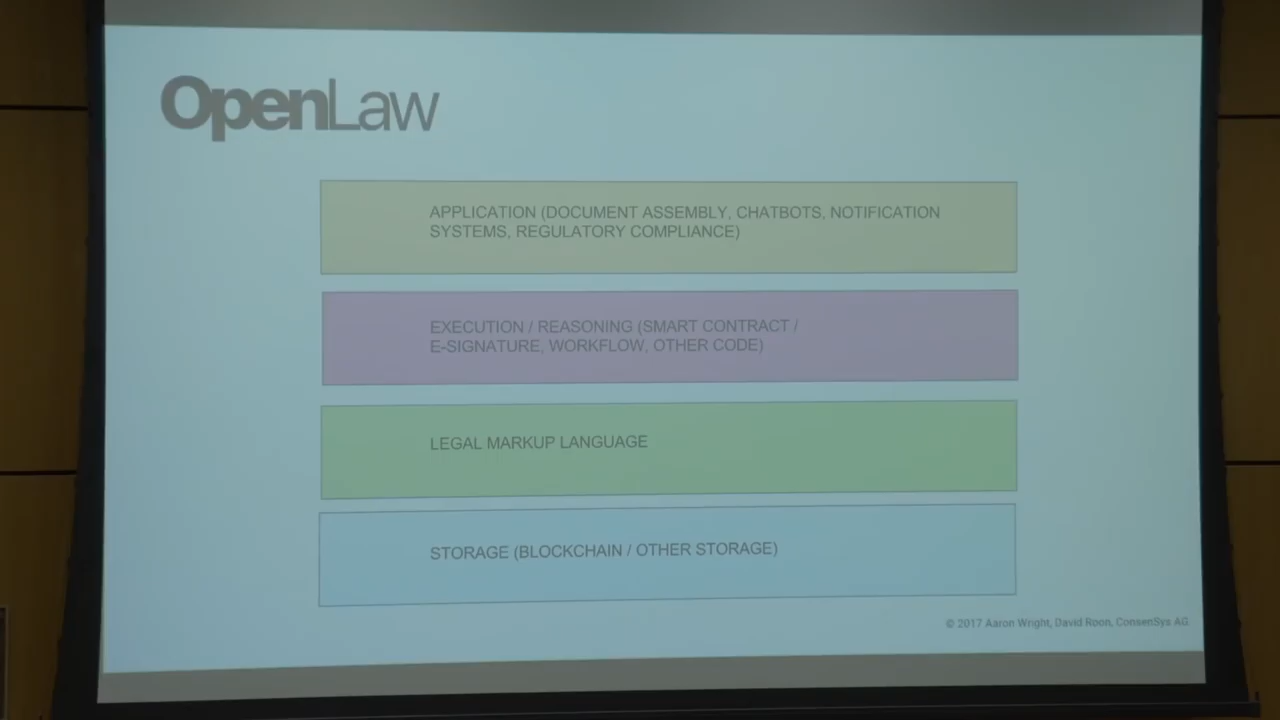 OpenLaw
APPLICATION (DOCUMENT ASSEMBLY, CHATBOTS, NOTIFICATION
SYSTEMS, REGULATORY COMPLIANCE)
EXECUTION / REASONING (SMART CONTRACT /
E-SIGNATURE, WORKFLOW, OTHER CODE)
LEGAL MARKUP LANGUAGE
STORAGE (BLOCKCHAIN / OTHER STORAGE)
© 2017 Aaron Wright, David Roon, ConsenSys AG